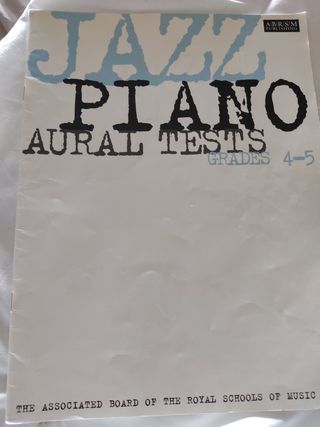 ABRSM
PUBLISHING
JAZZ
PIANO
AURAL TESTS
GRADES 4–5
THE ASSOCIATED BOARD OF THE ROYAL SCHOOLS OF MUSIC